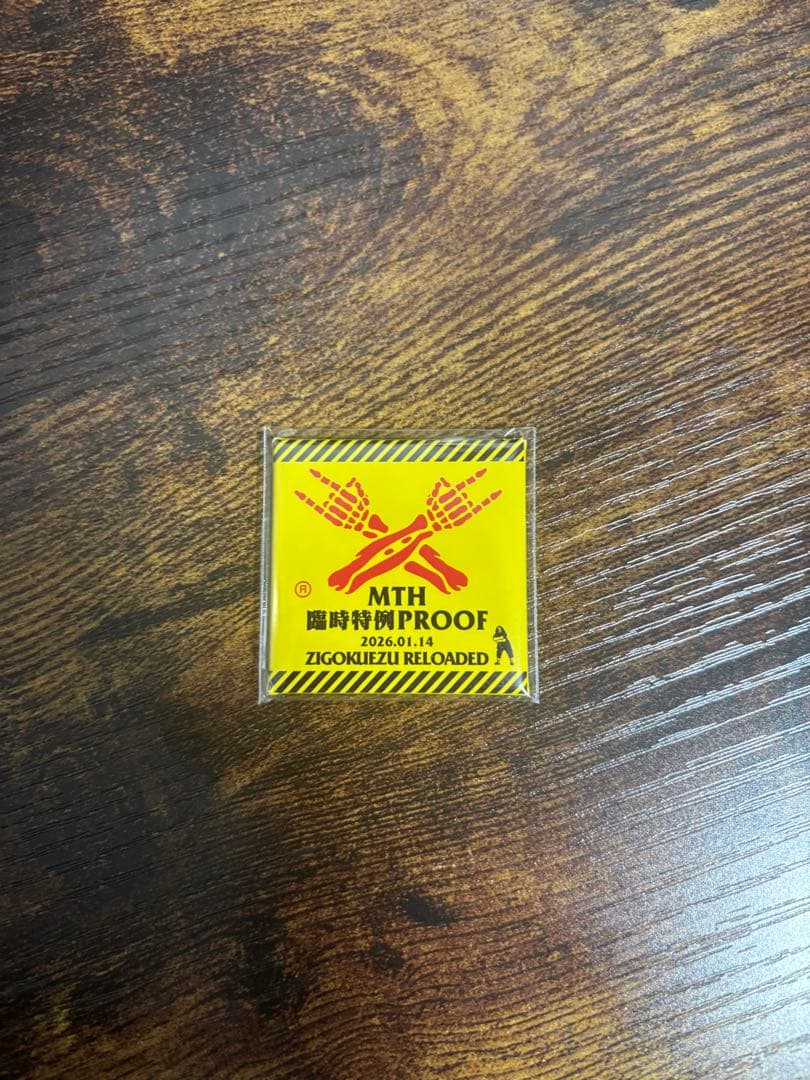 Я
MTH
臨時特例PROOF
2026.01.14
ZIGOKUEZU RELOADED